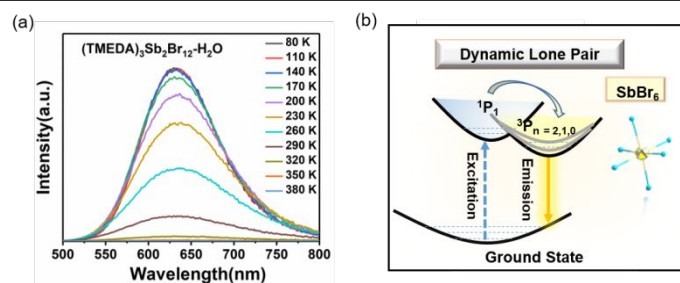 (a)
(TMEDA)₃Sb₂Br₁₂-H₂O
80 K
110 K
140 K
170 K
200 K
230 K
260 K
290 K
320 K
350 K
380 K
Intensity(a.u.)
500 550 600 650 700 750 800
Wavelength(nm)
(b)
Dynamic Lone Pair
SbBr₆
¹P₁
³Pₙ ₌ ₂,₁,₀
Excitation
Emission
Ground State